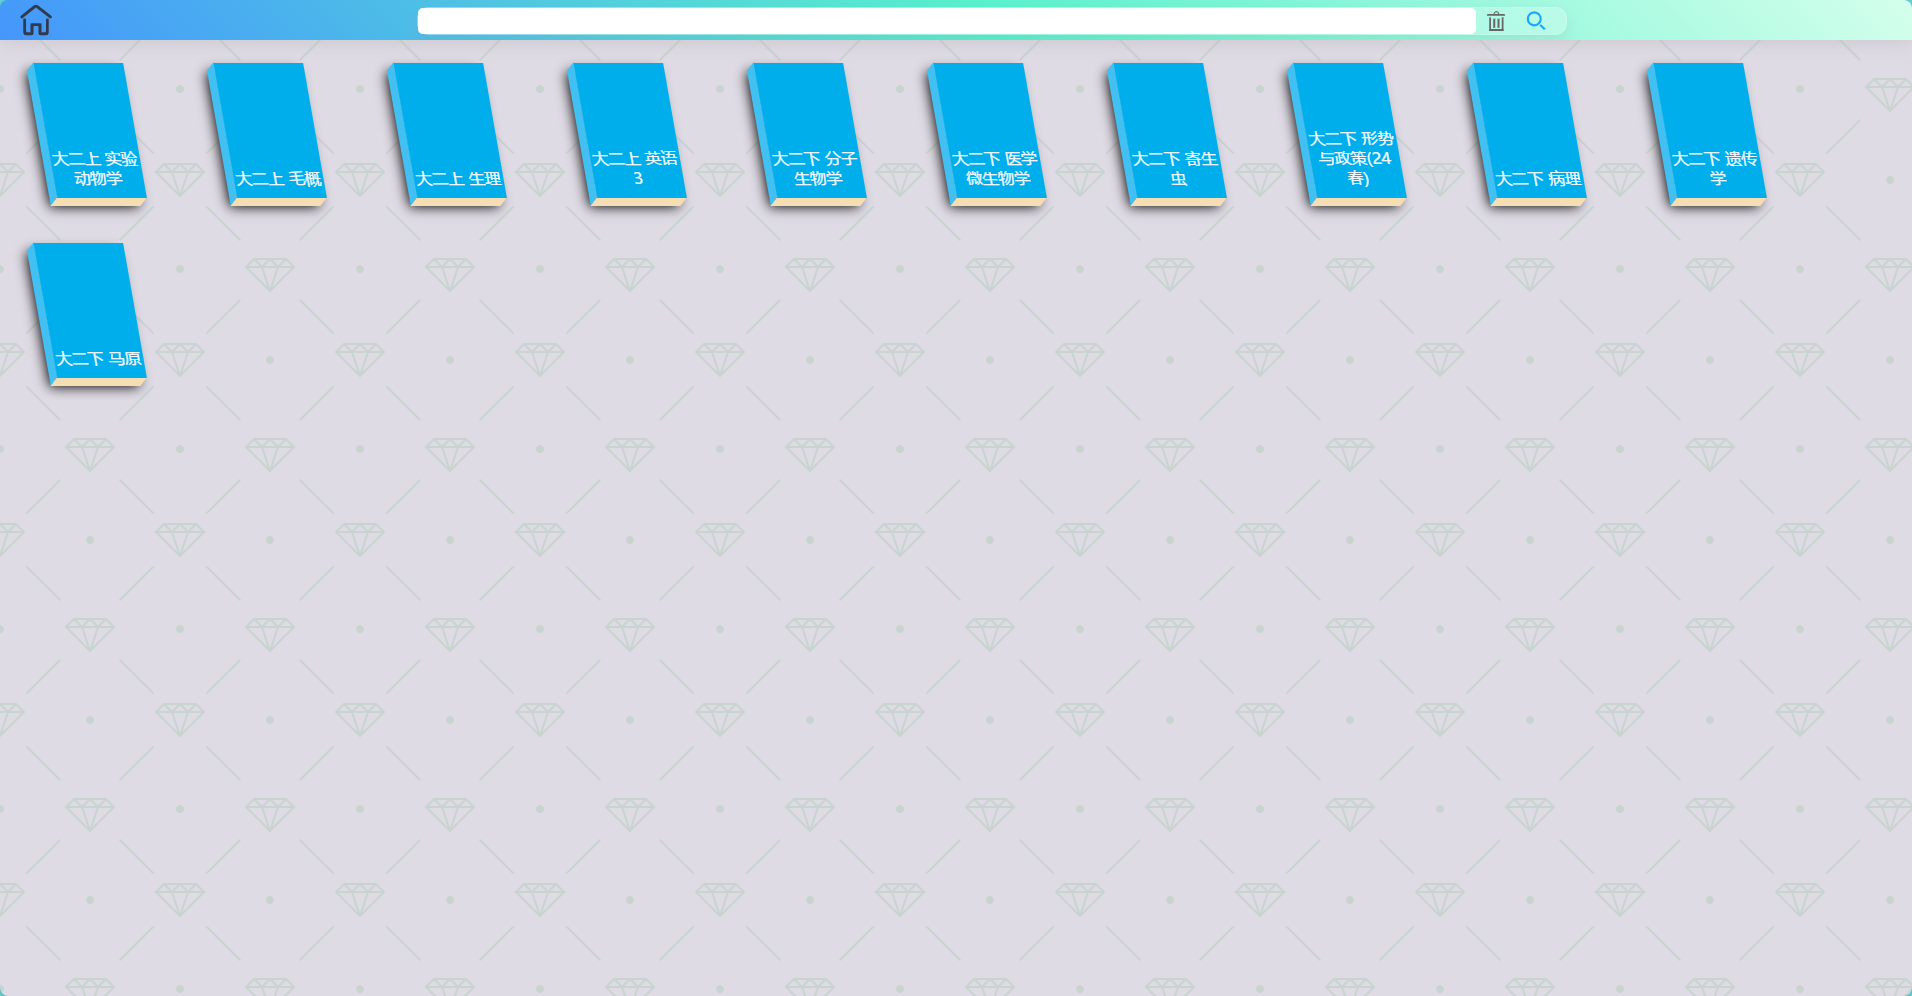 大二上 实验
动物学
大二上 毛概
大二上 生理
大二上 英语
3
大二下 分子
生物学
大二下 医学
微生物学
大二下 寄生
虫
大二下 形势
与政策(24
春)
大二下 病理
大二下 遗传
学
大二下 马原